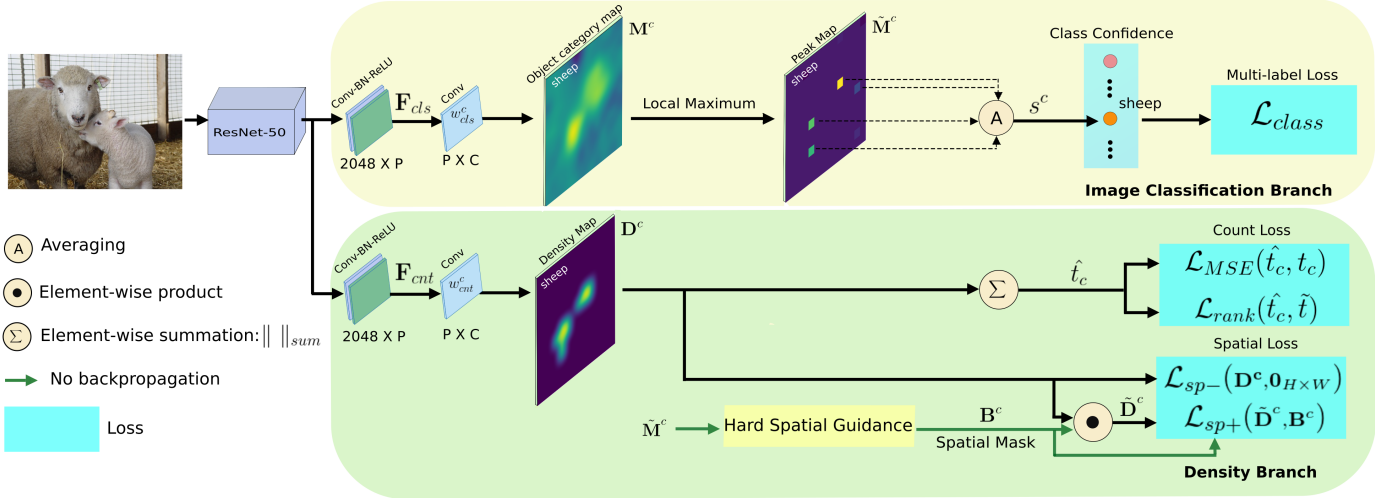 ResNet-50
Conv-BN-ReLU
F_cls
2048 X P
Conv
w^c_cls
P X C
Object category map
sheep
M^c
Local Maximum
Peak Map
sheep
M̃^c
A
s^c
Class Confidence
sheep
Multi-label Loss
ℒ_class
Image Classification Branch
Conv-BN-ReLU
F_cnt
2048 X P
Conv
w^c_cnt
P X C
Density Map
sheep
D^c
Σ
t̂_c
Count Loss
ℒ_MSE(t̂_c, t_c)
ℒ_rank(t̂_c, t̃)
Spatial Loss
ℒ_sp-(D^c, 0_H×W)
ℒ_sp+(D̃^c, B^c)
D̃^c
M̃^c
Hard Spatial Guidance
B^c
Spatial Mask
Density Branch
A Averaging
Element-wise product
Σ Element-wise summation:‖ ‖_sum
No backpropagation
Loss